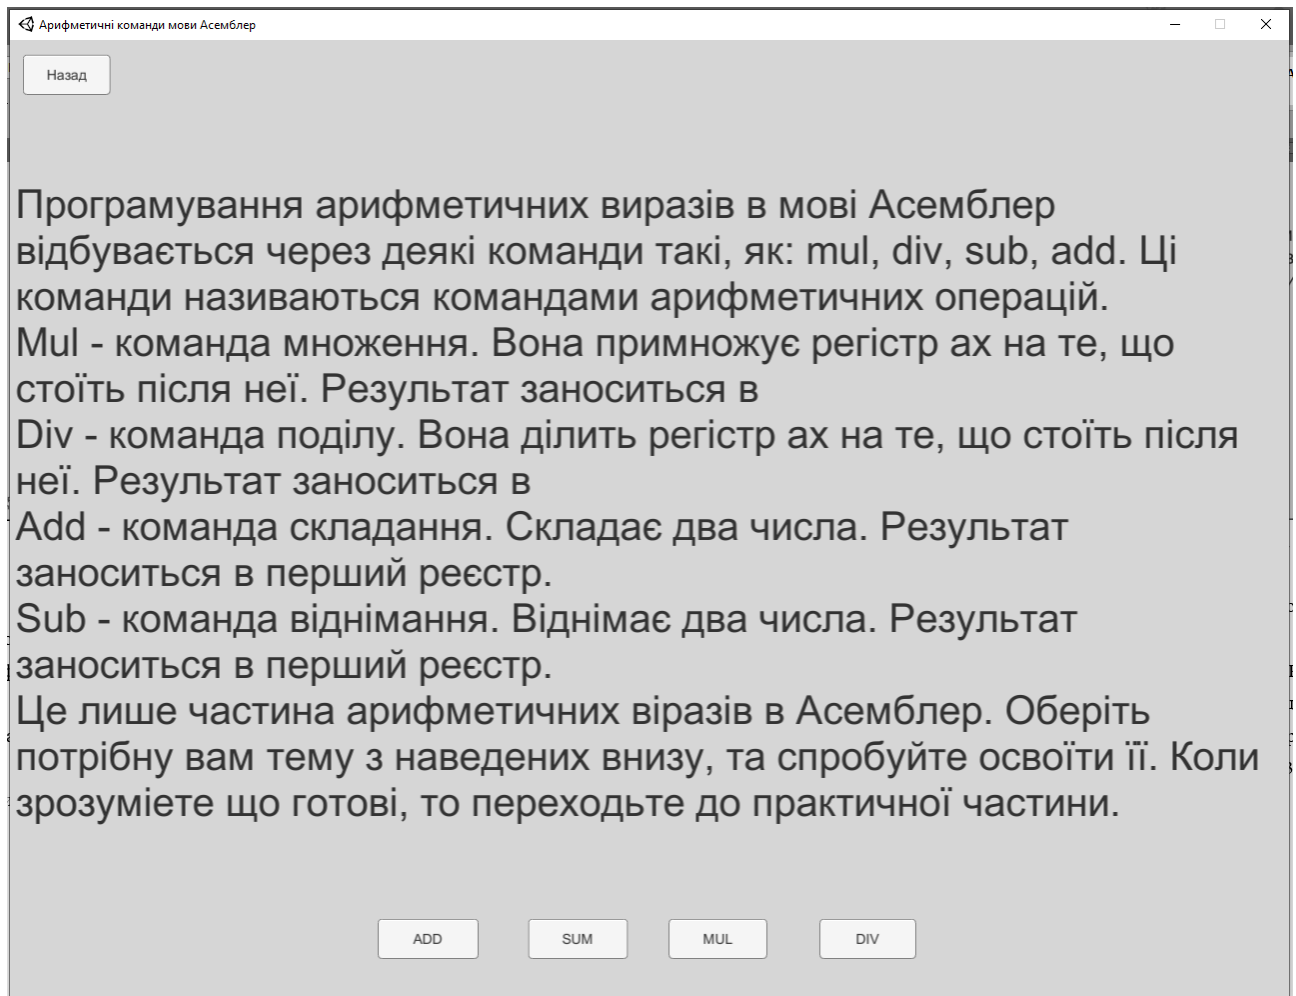 Арифметичні команди мови Асемблер
Назад
Програмування арифметичних виразів в мові Асемблер
відбувається через деякі команди такі, як: mul, div, sub, add. Ці
команди називаються командами арифметичних операцій.
Mul - команда множення. Вона примножує регістр ах на те, що
стоїть після неї. Результат заноситься в
Div - команда поділу. Вона ділить регістр ах на те, що стоїть після
неї. Результат заноситься в
Add - команда складання. Складає два числа. Результат
заноситься в перший реєстр.
Sub - команда віднімання. Віднімає два числа. Результат
заноситься в перший реєстр.
Це лише частина арифметичних віразів в Асемблер. Оберіть
потрібну вам тему з наведених внизу, та спробуйте освоїти її. Коли
зрозуміете що готові, то переходьте до практичної частини.
ADD SUM MUL DIV